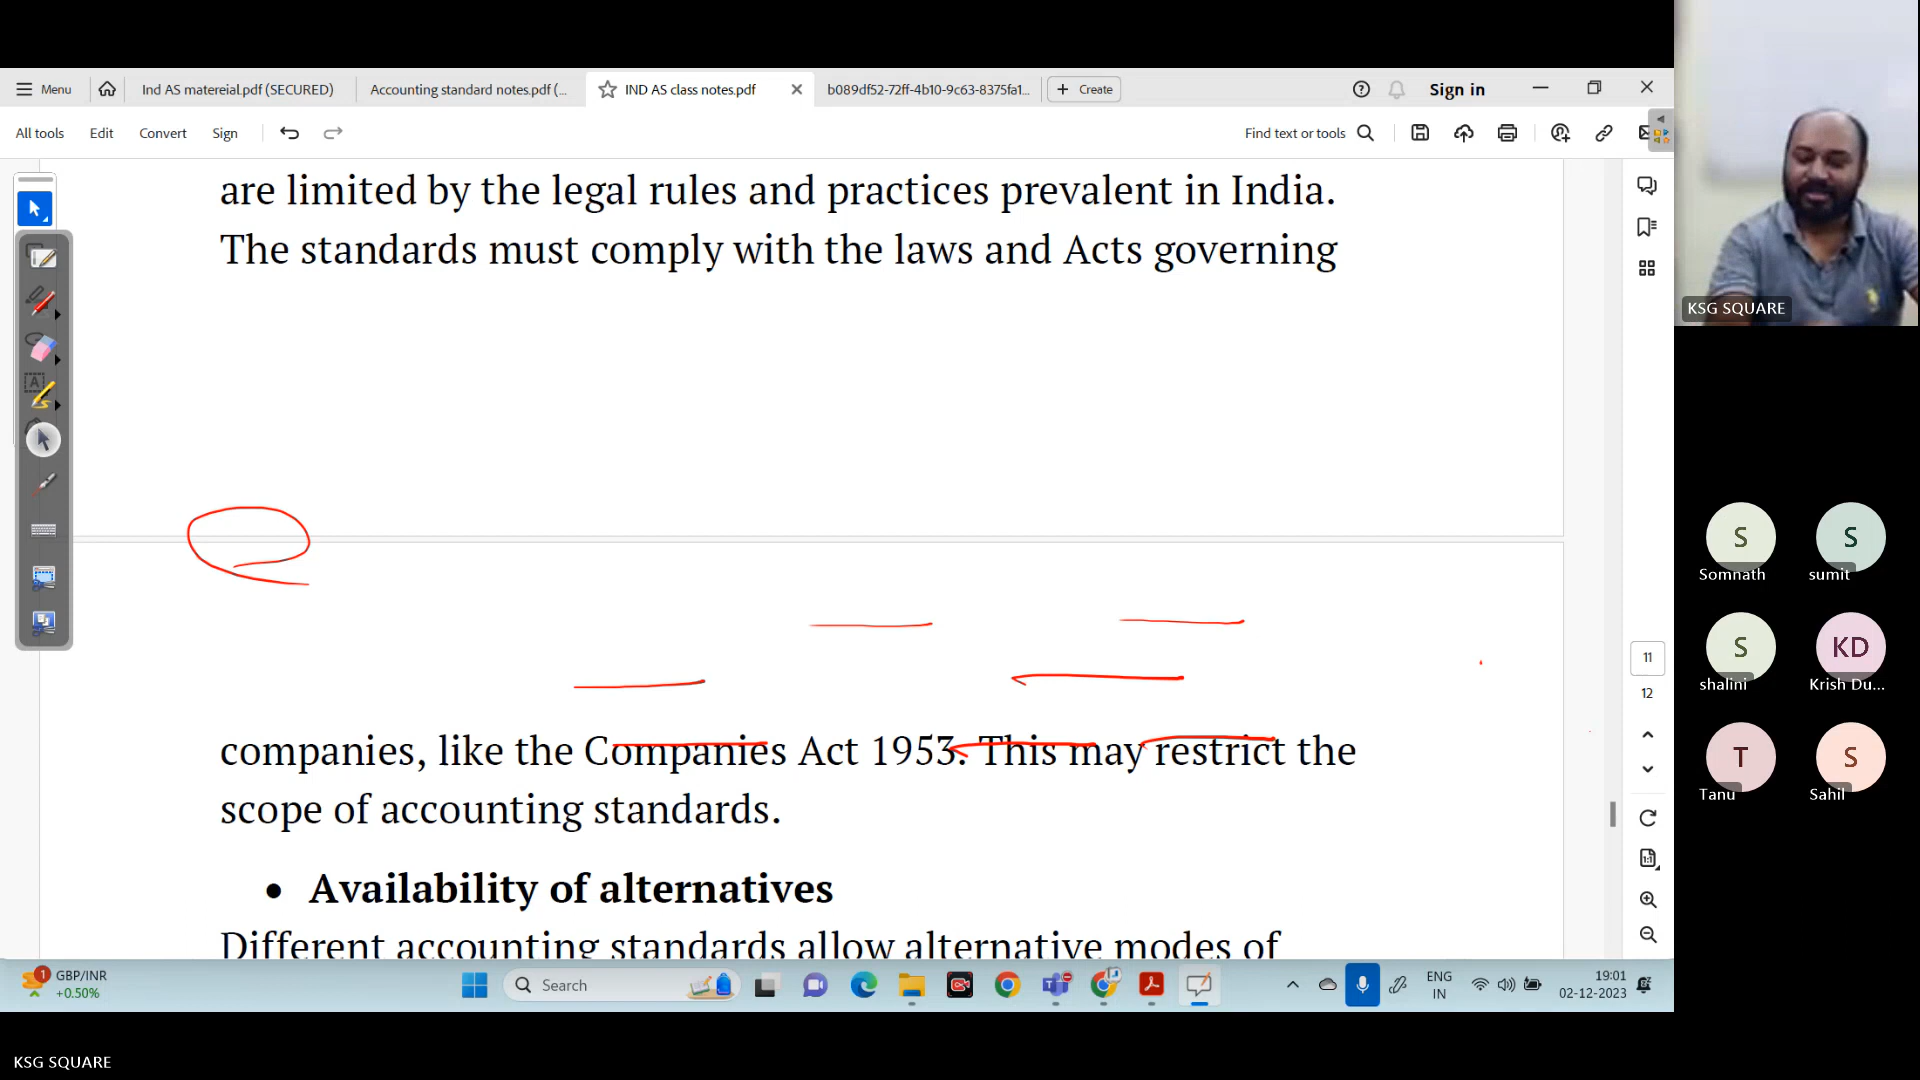 Menu
Ind AS matereial.pdf (SECURED)
Accounting standard notes.pdf (...
IND AS class notes.pdf
b089df52-72ff-4b10-9c63-8375fa1...
Create
Sign in
All tools
Edit
Convert
Sign
Find text or tools
are limited by the legal rules and practices prevalent in India.
The standards must comply with the laws and Acts governing
companies, like the Companies Act 1953. This may restrict the
scope of accounting standards.
• Availability of alternatives
Different accounting standards allow alternative modes of
11
12
KSG SQUARE
S
Somnath
S
sumit
S
shalini
KD
Krish Du...
T
Tanu
S
Sahil
1
GBP/INR
+0.50%
Search
ENG
IN
19:01
02-12-2023
KSG SQUARE